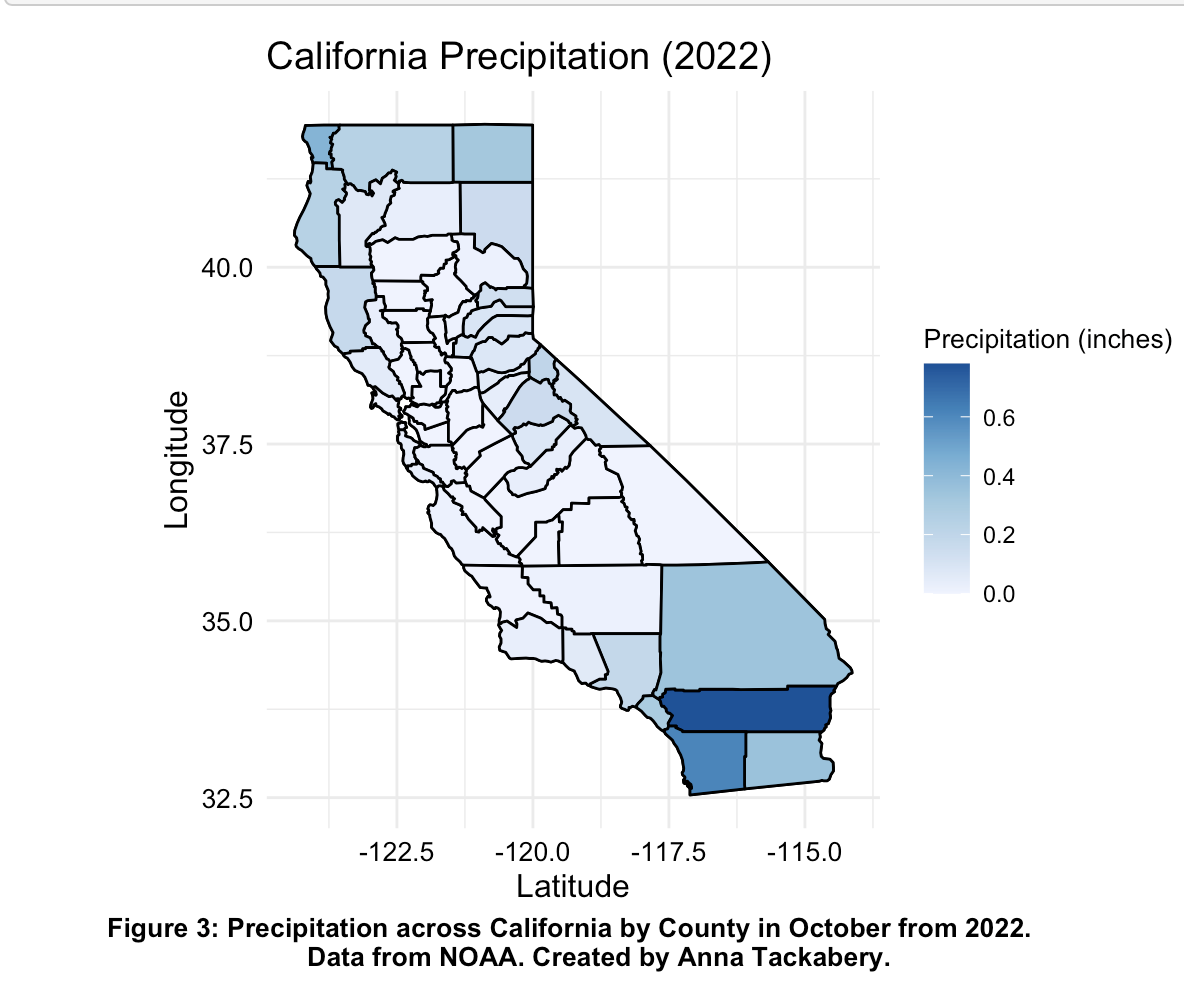 California Precipitation (2022)
40.0
37.5
35.0
32.5
Longitude
-122.5 -120.0 -117.5 -115.0
Latitude
Precipitation (inches)
0.6
0.4
0.2
0.0
Figure 3: Precipitation across California by County in October from 2022.
Data from NOAA. Created by Anna Tackabery.